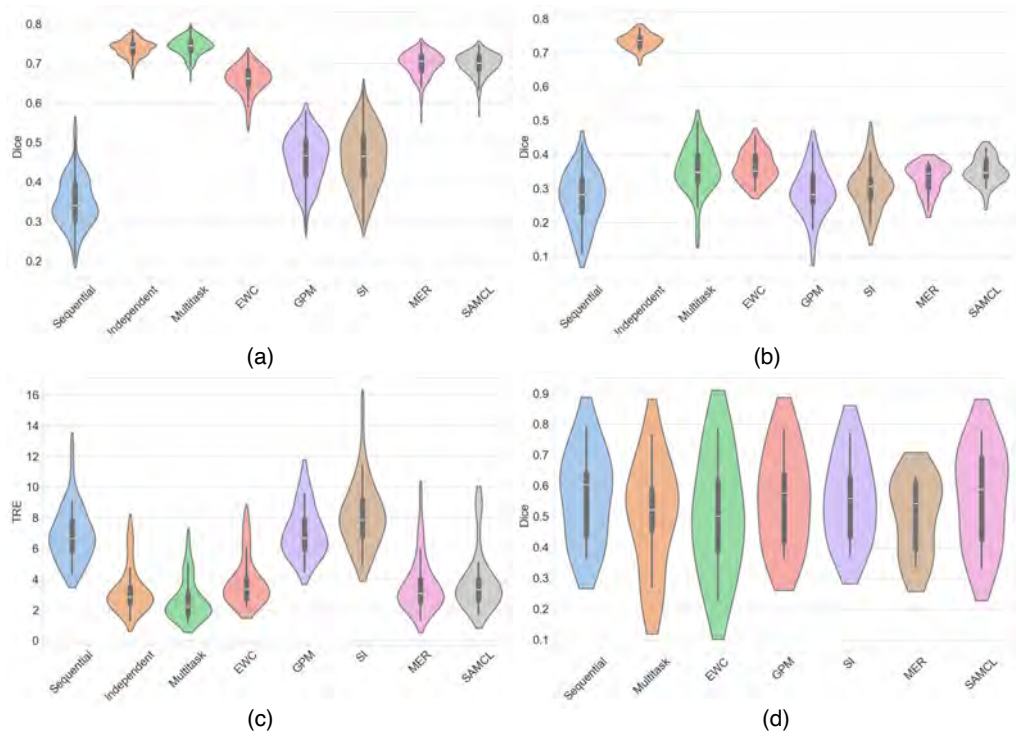 0.8
0.7
0.6
0.5
0.4
0.3
0.2
Dice
Sequential
Independent
Multitask
EWC
GPM
SI
MER
SAMCL
(a)
0.8
0.7
0.6
0.5
0.4
0.3
0.2
0.1
Dice
Sequential
Independent
Multitask
EWC
GPM
SI
MER
SAMCL
(b)
16
14
12
10
8
6
4
2
0
TRE
Sequential
Independent
Multitask
EWC
GPM
SI
MER
SAMCL
(c)
0.9
0.8
0.7
0.6
0.5
0.4
0.3
0.2
0.1
Dice
Sequential
Multitask
EWC
GPM
SI
MER
SAMCL
(d)